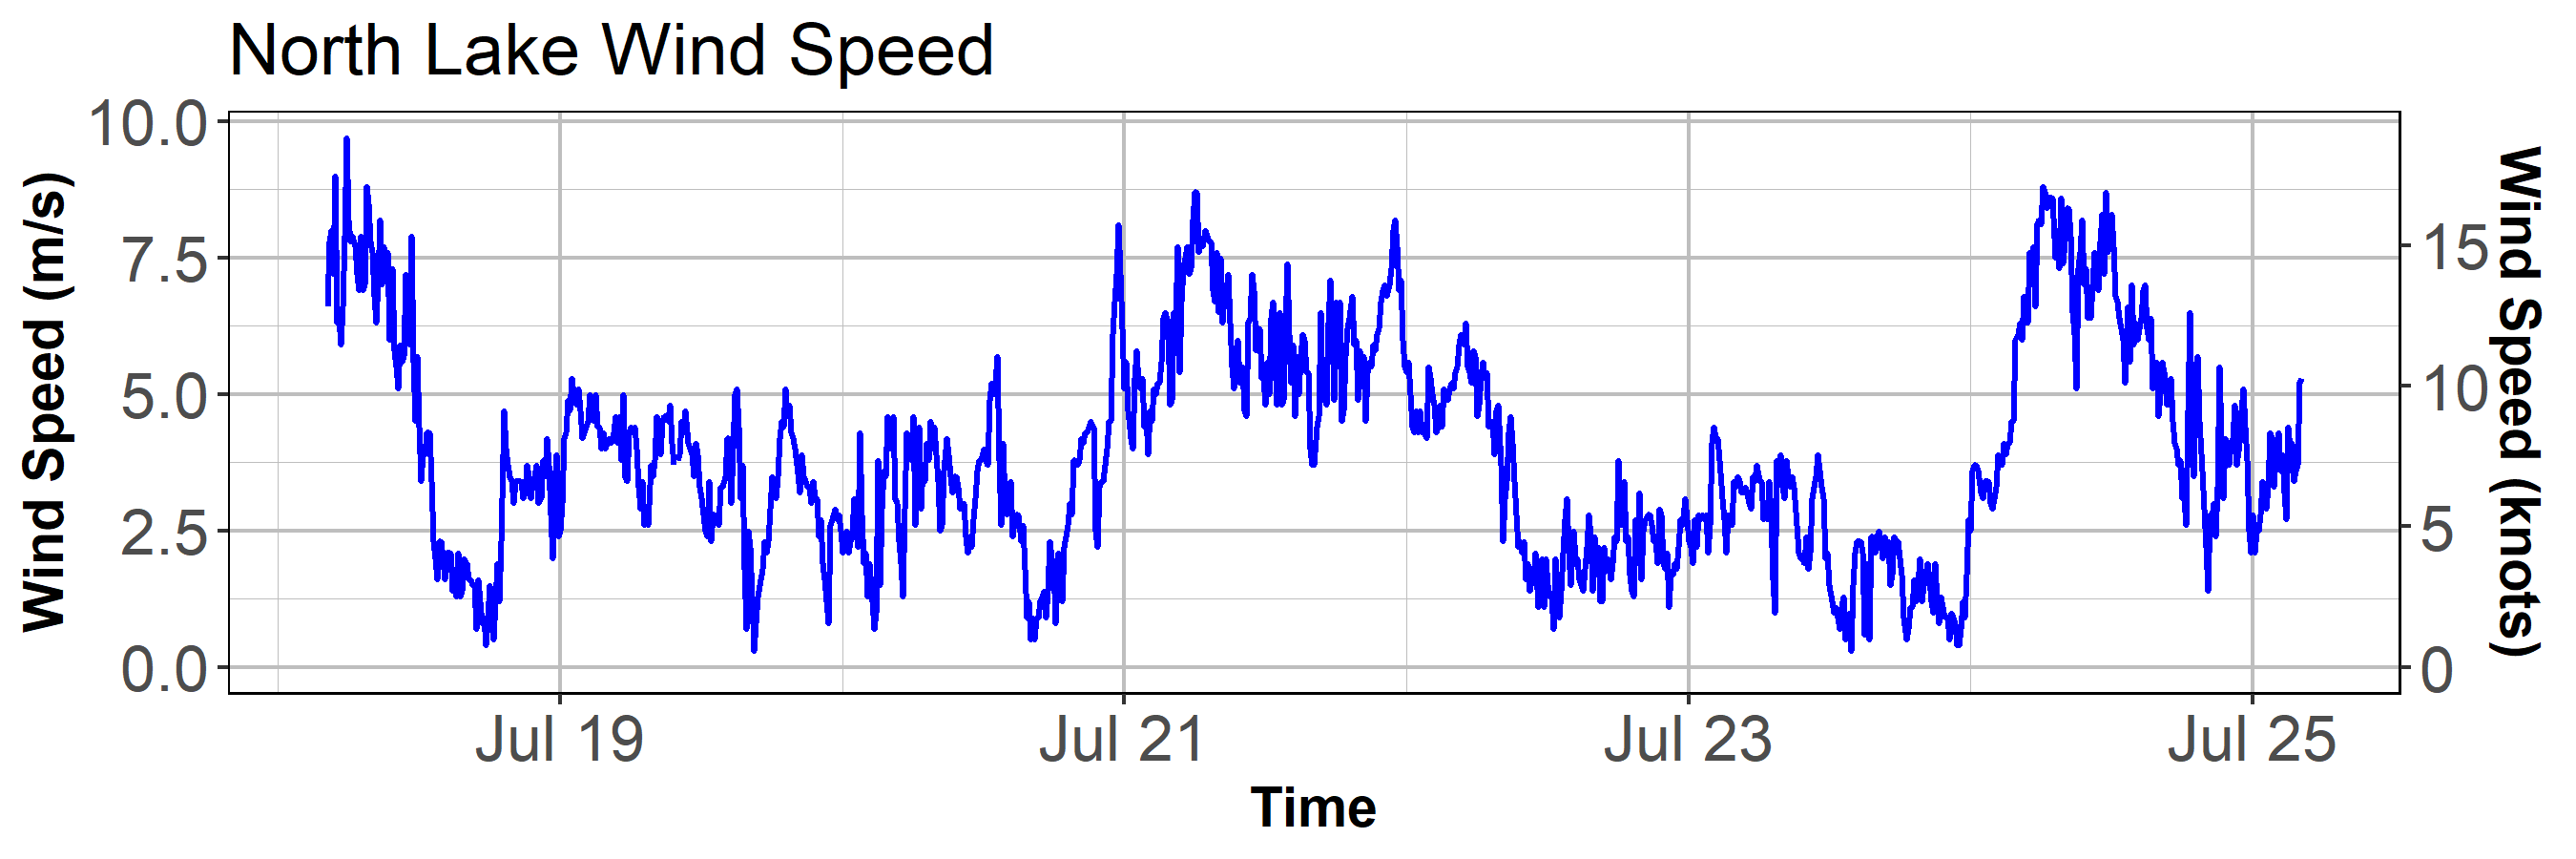 North Lake Wind Speed
Wind Speed (m/s)
10.0
7.5
5.0
2.5
0.0
Wind Speed (knots)
15
10
5
0
Jul 19
Jul 21
Jul 23
Jul 25
Time